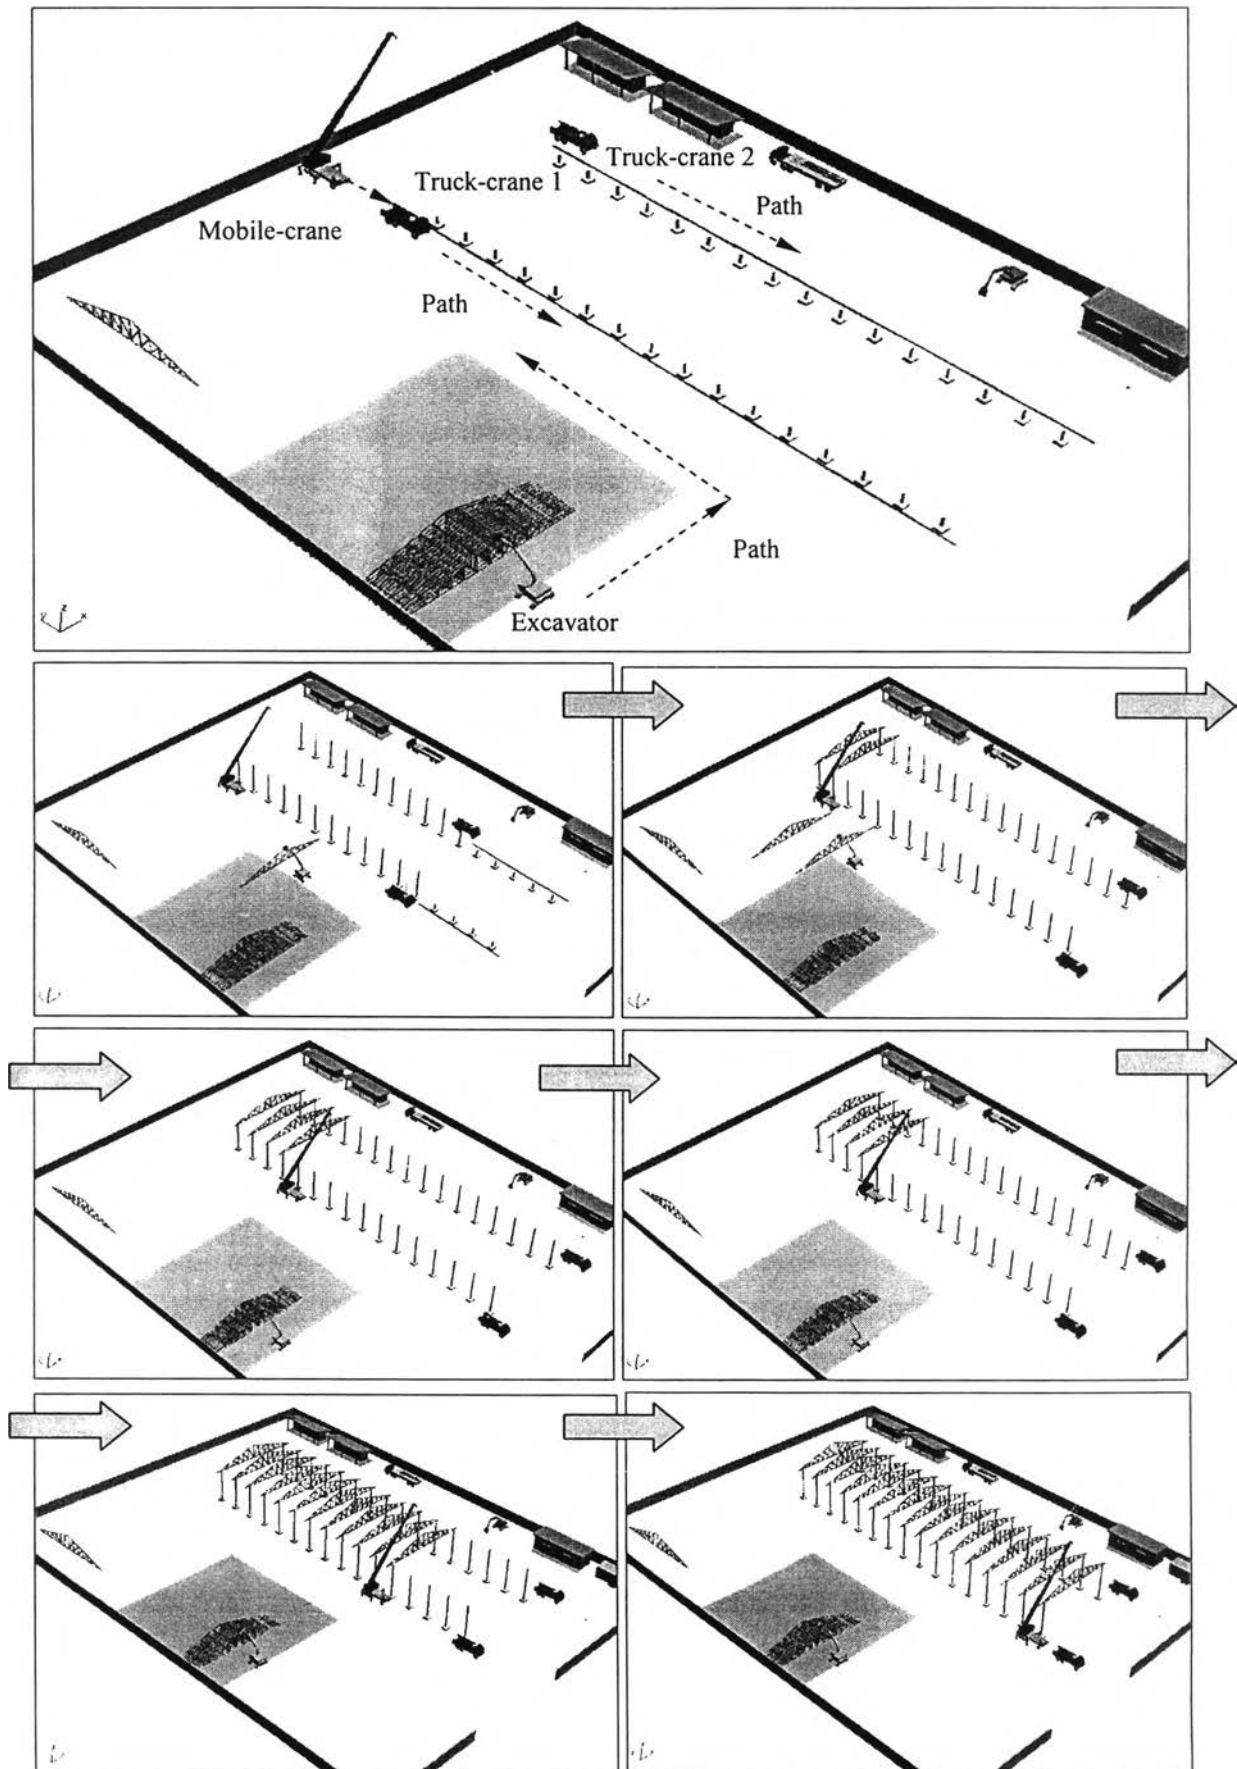 Truck-crane 2
Truck-crane 1
Path
Mobile-crane
Path
Path
Excavator
z
x